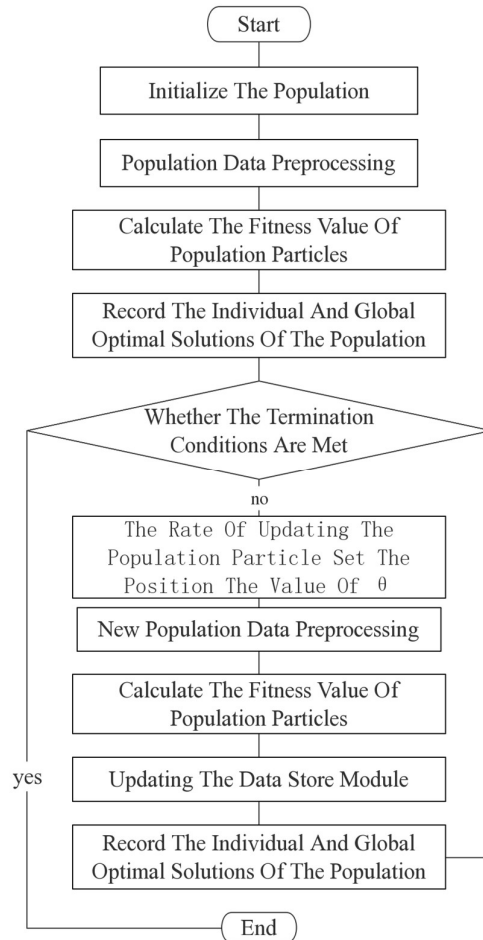 Start
Initialize The Population
Population Data Preprocessing
Calculate The Fitness Value Of
Population Particles
Record The Individual And Global
Optimal Solutions Of The Population
Whether The Termination
Conditions Are Met
no
The Rate Of Updating The
Population Particle Set The
Position The Value Of θ
New Population Data Preprocessing
Calculate The Fitness Value Of
Population Particles
yes
Updating The Data Store Module
Record The Individual And Global
Optimal Solutions Of The Population
End